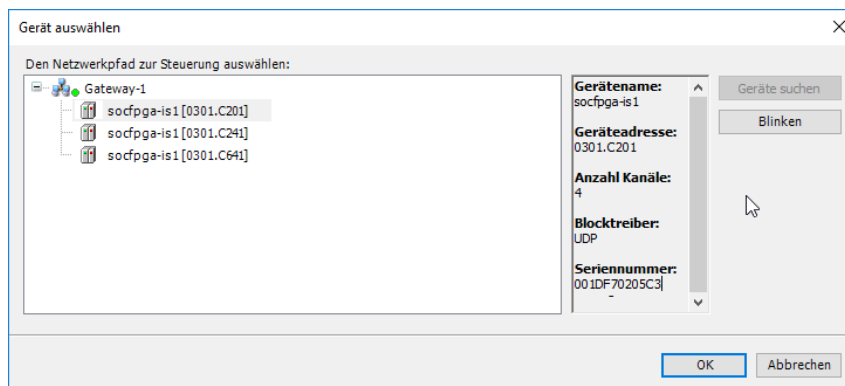 Gerät auswählen
Den Netzwerkpfad zur Steuerung auswählen:
Gateway-1
socfpga-is1 [0301.C201]
socfpga-is1 [0301.C241]
socfpga-is1 [0301.C641]
Gerätename:
socfpga-is1
Geräteadresse:
0301.C201
Anzahl Kanäle:
4
Blocktreiber:
UDP
Seriennummer:
001DF70205C3
Geräte suchen
Blinken
OK
Abbrechen